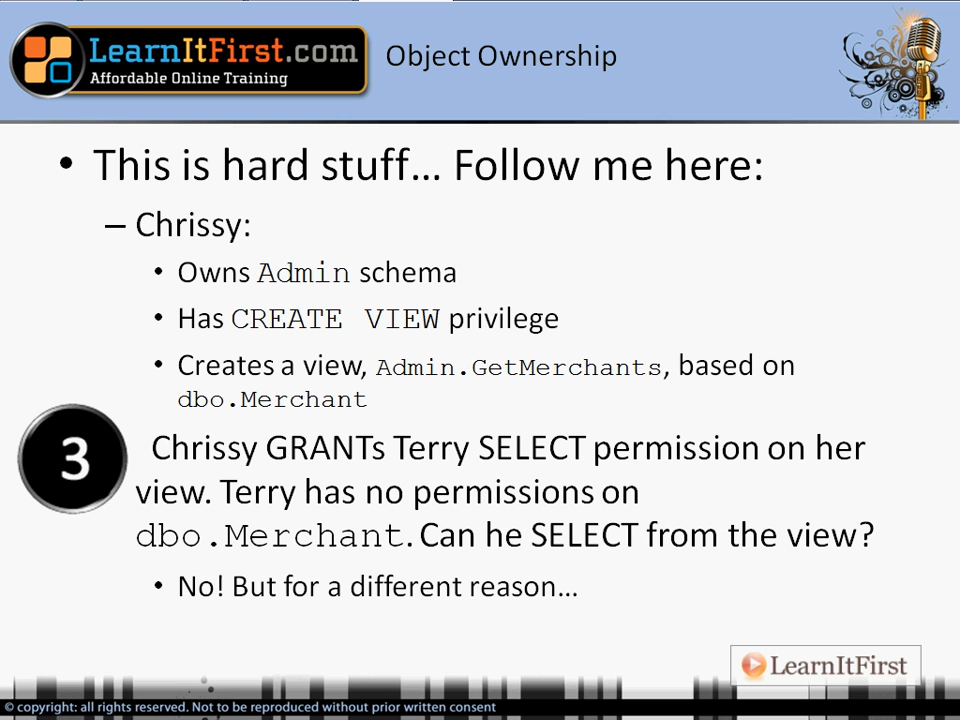 LearnItFirst.com
Affordable Online Training
Object Ownership
• This is hard stuff… Follow me here:
– Chrissy:
• Owns Admin schema
• Has CREATE VIEW privilege
• Creates a view, Admin.GetMerchants, based on
dbo.Merchant
3
Chrissy GRANTs Terry SELECT permission on her
view. Terry has no permissions on
dbo.Merchant. Can he SELECT from the view?
• No! But for a different reason…
LearnItFirst
© copyright: all rights reserved. Not to be reproduced without prior written consent